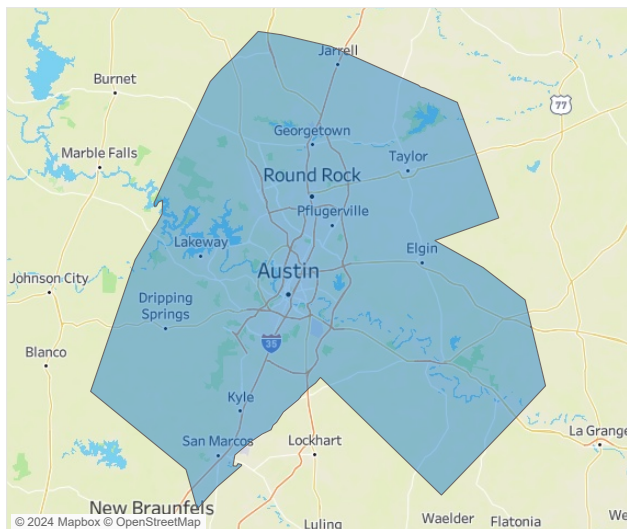 Jarrell
Burnet
77
Georgetown
Marble Falls
Taylor
Round Rock
Pflugerville
Lakeway
Elgin
Austin
Johnson City
Dripping
Springs
35
Blanco
Kyle
La Grange
San Marcos
Lockhart
New Braunfels
Waelder
Flatonia
We
Luling
© 2024 Mapbox © OpenStreetMap